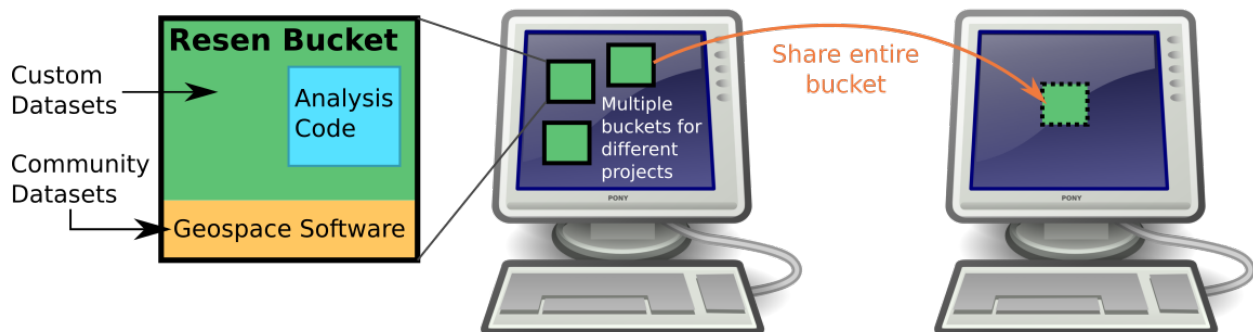 Resen Bucket
Custom
Datasets
Analysis
Code
Community
Datasets
Geospace Software
Multiple
buckets for
different
projects
PONY
Share entire
bucket
PONY